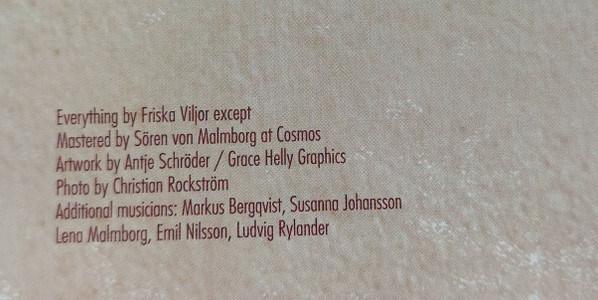 Everything by Friska Viljor except
Mastered by Sören von Malmborg at Cosmos
Artwork by Antje Schröder / Grace Helly Graphics
Photo by Christian Rockström
Additional musicians: Markus Bergqvist, Susanna Johansson
Lena Malmborg, Emil Nilsson, Ludvig Rylander